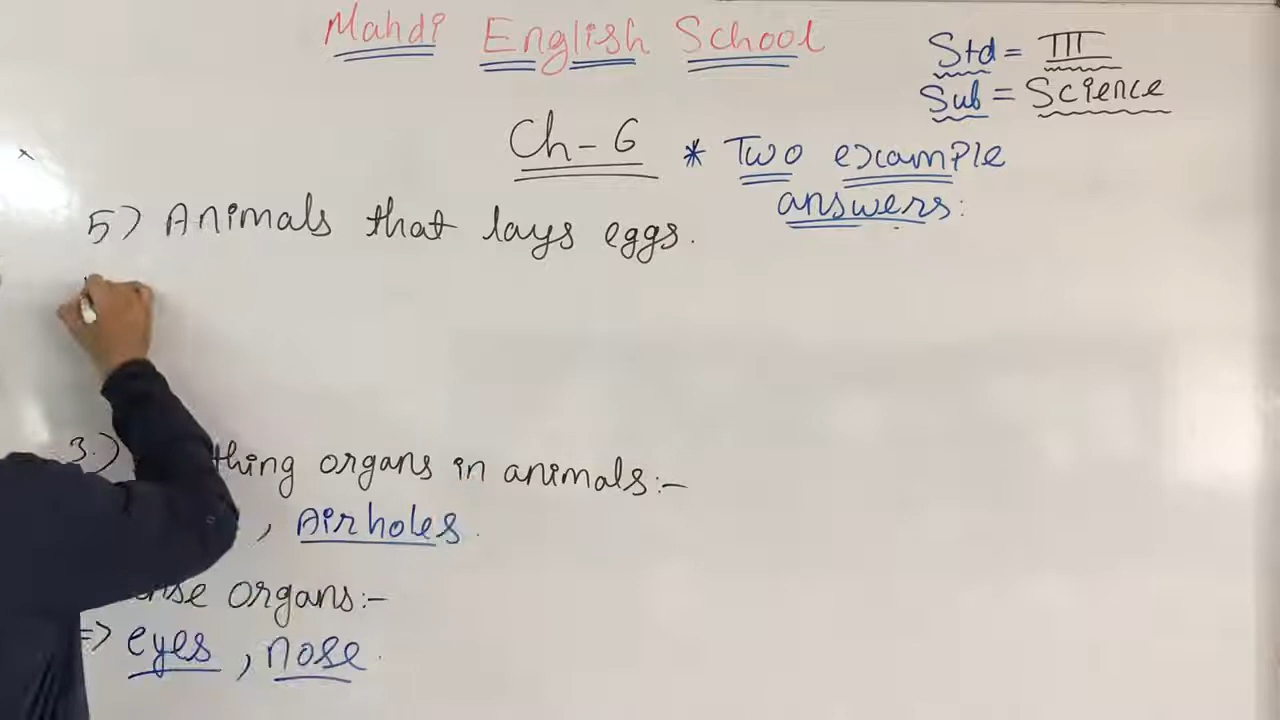 Mahdi English School
Std = III
Sub = Science
Ch - 6 * Two example
answers:
5) Animals that lays eggs.
3.) thing organs in animals:-
, Airholes.
organs:-
=> eyes, nose.